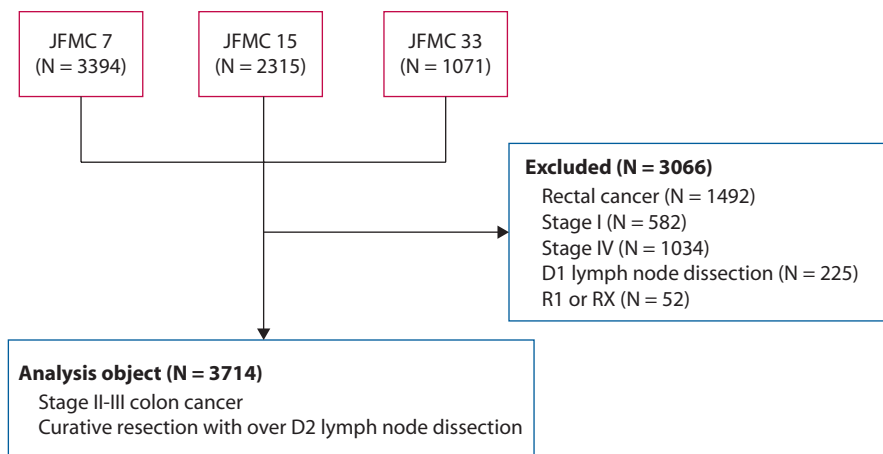 JFMC 7
(N = 3394)
JFMC 15
(N = 2315)
JFMC 33
(N = 1071)
Excluded (N = 3066)
Rectal cancer (N = 1492)
Stage I (N = 582)
Stage IV (N = 1034)
D1 lymph node dissection (N = 225)
R1 or RX (N = 52)
Analysis object (N = 3714)
Stage II-III colon cancer
Curative resection with over D2 lymph node dissection